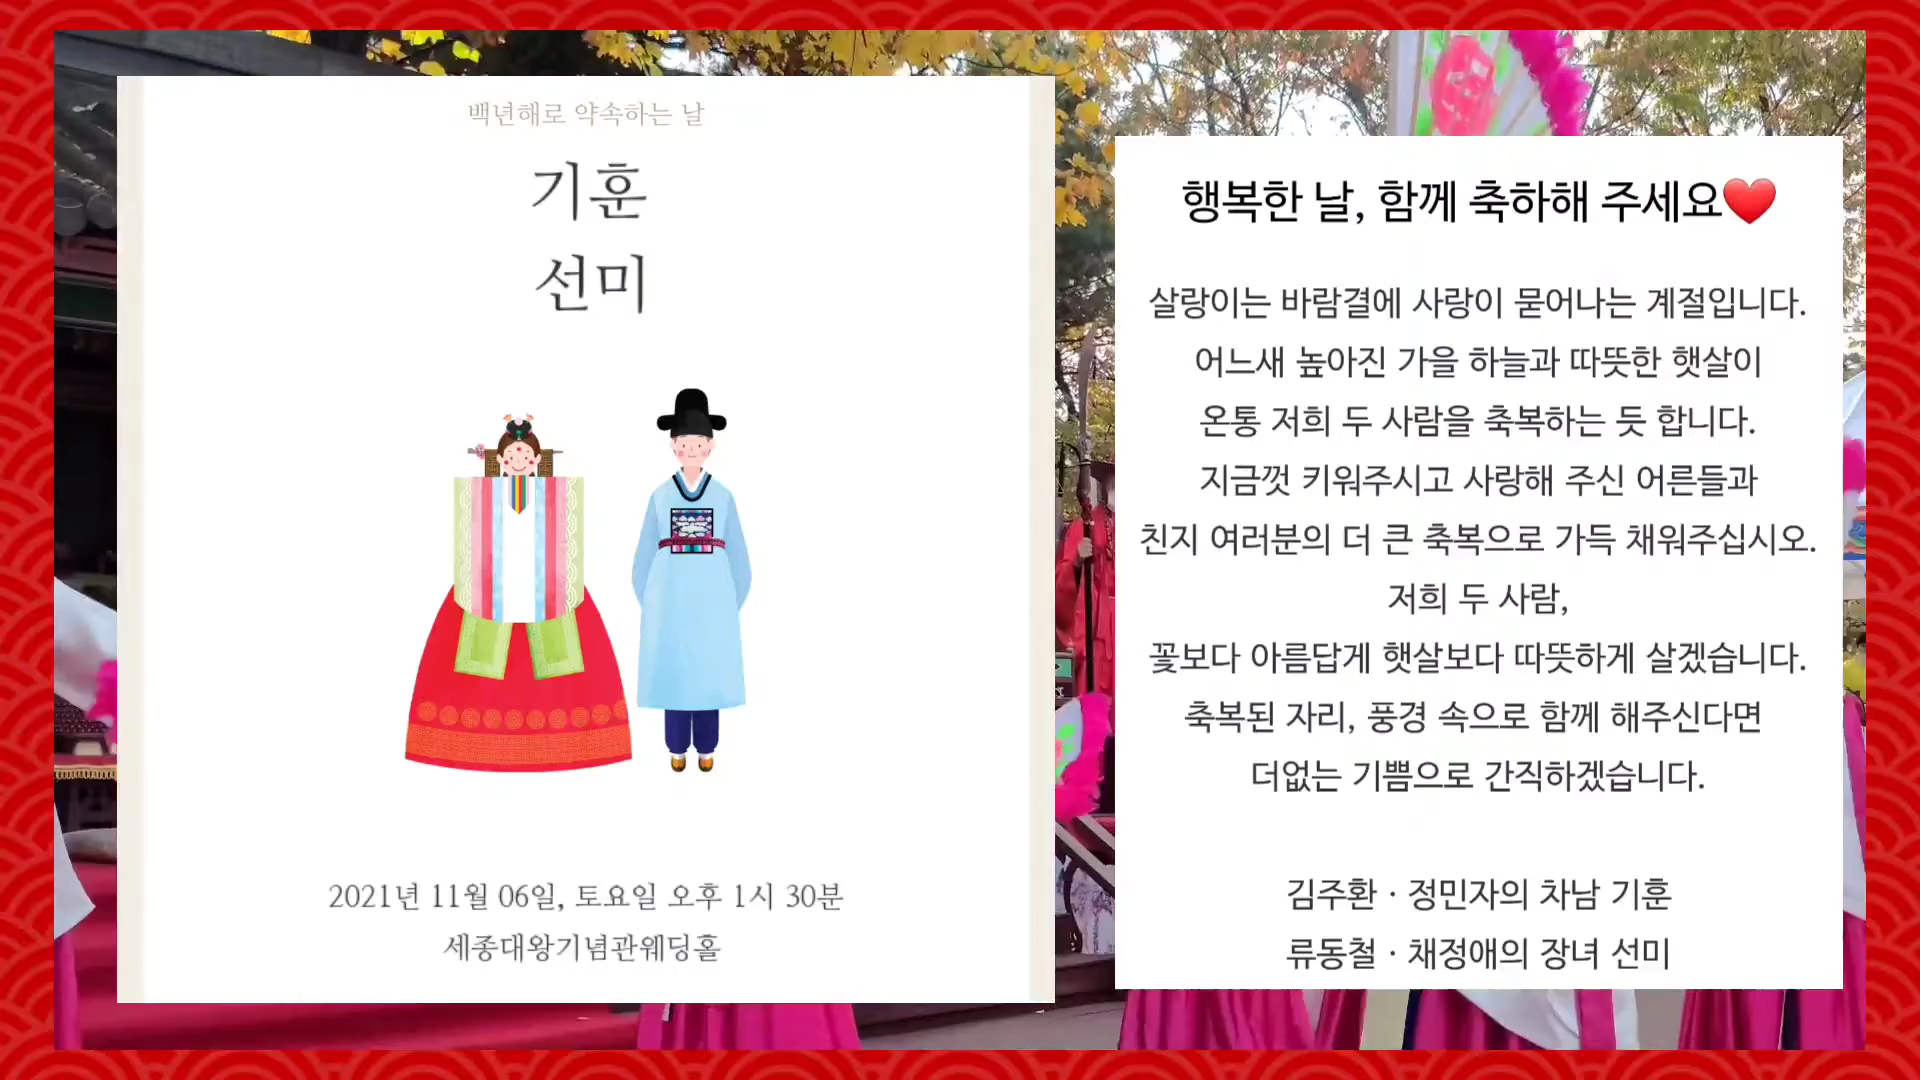 백년해로 약속하는 날
기훈
선미
2021년 11월 06일, 토요일 오후 1시 30분
세종대왕기념관웨딩홀
행복한 날, 함께 축하해 주세요❤️
살랑이는 바람결에 사랑이 묻어나는 계절입니다.
어느새 높아진 가을 하늘과 따뜻한 햇살이
온통 저희 두 사람을 축복하는 듯 합니다.
지금껏 키워주시고 사랑해 주신 어른들과
친지 여러분의 더 큰 축복으로 가득 채워주십시오.
저희 두 사람,
꽃보다 아름답게 햇살보다 따뜻하게 살겠습니다.
축복된 자리, 풍경 속으로 함께 해주신다면
더없는 기쁨으로 간직하겠습니다.
김주환 · 정민자의 차남 기훈
류동철 · 채정애의 장녀 선미